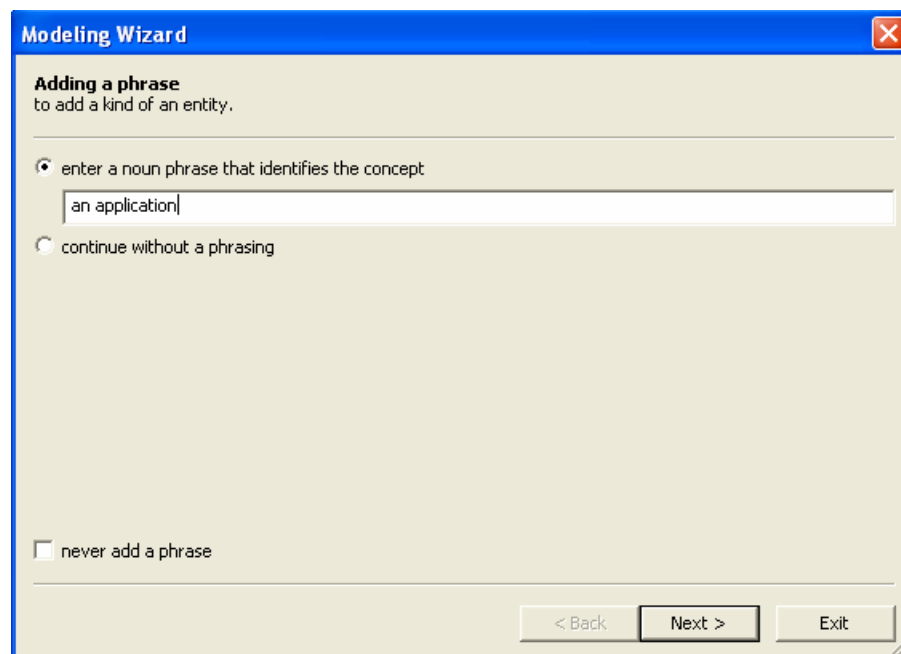 Modeling Wizard
Adding a phrase
to add a kind of an entity.
enter a noun phrase that identifies the concept
an application
continue without a phrasing
never add a phrase
< Back Next > Exit